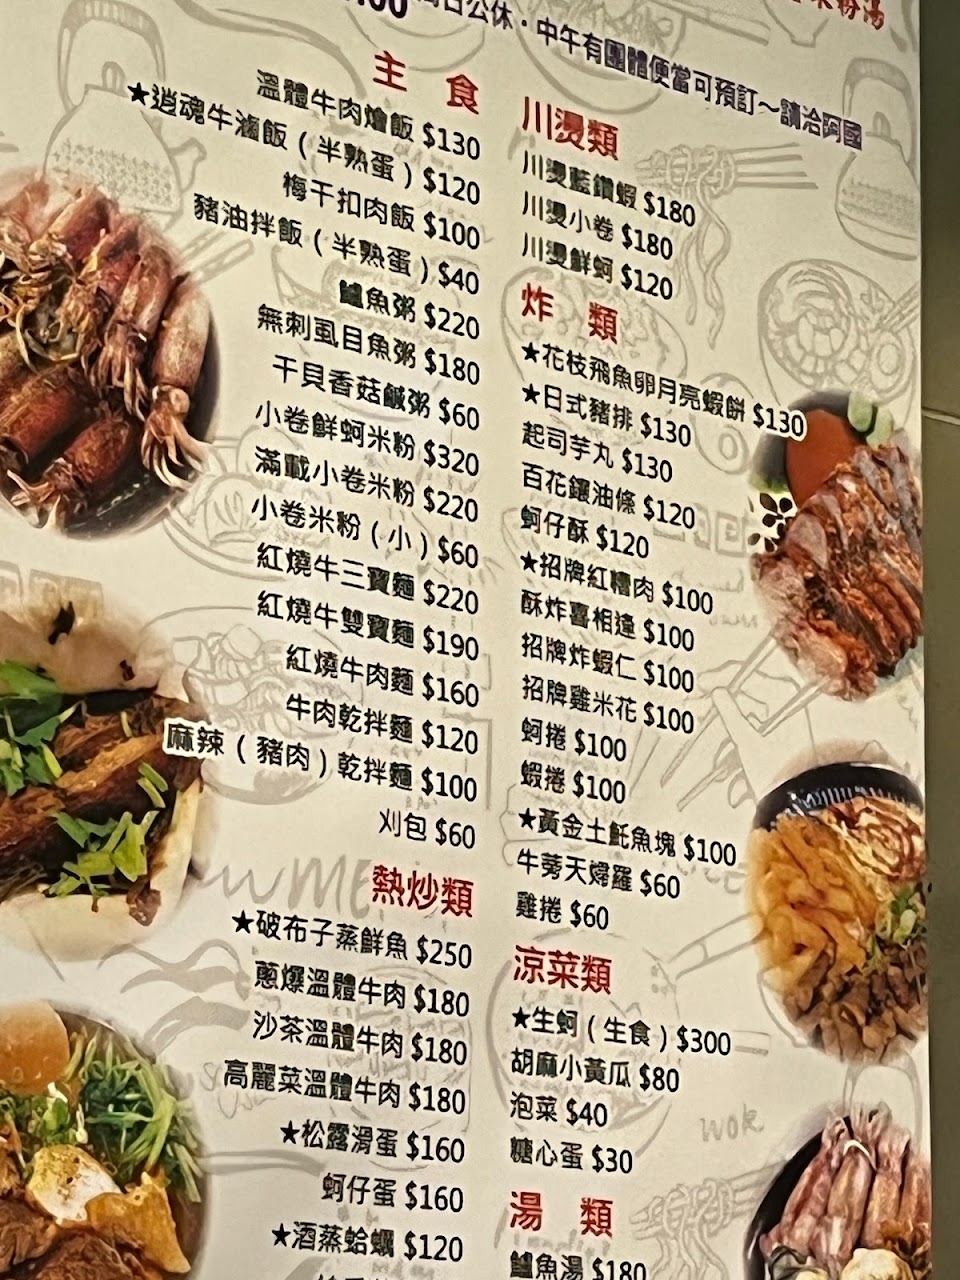 公休．中午有團體便當可預訂～請洽阿國
主食
溫體牛肉燴飯 $130
★逍魂牛滷飯（半熟蛋）$120
梅干扣肉飯 $100
豬油拌飯（半熟蛋）$40
鱸魚粥 $220
無刺虱目魚粥 $180
干貝香菇鹹粥 $60
小卷鮮蚵米粉 $320
滿載小卷米粉 $220
小卷米粉（小）$60
紅燒牛三寶麵 $220
紅燒牛雙寶麵 $190
紅燒牛肉麵 $160
牛肉乾拌麵 $120
麻辣（豬肉）乾拌麵 $100
刈包 $60
熱炒類
★破布子蒸鮮魚 $250
蔥爆溫體牛肉 $180
沙茶溫體牛肉 $180
高麗菜溫體牛肉 $180
★松露滑蛋 $160
蚵仔蛋 $160
★酒蒸蛤蠣 $120
川燙類
川燙藍鑽蝦 $180
川燙小卷 $180
川燙鮮蚵 $120
炸類
★花枝飛魚卵月亮蝦餅 $130
★日式豬排 $130
起司芋丸 $130
百花鑲油條 $120
蚵仔酥 $120
★招牌紅糟肉 $100
酥炸喜相逢 $100
招牌炸蝦仁 $100
招牌雞米花 $100
蚵捲 $100
蝦捲 $100
★黃金土魠魚塊 $100
牛蒡天婦羅 $60
雞捲 $60
涼菜類
★生蚵（生食）$300
胡麻小黃瓜 $80
泡菜 $40
糖心蛋 $30
湯類
鱸魚湯 $180
wok